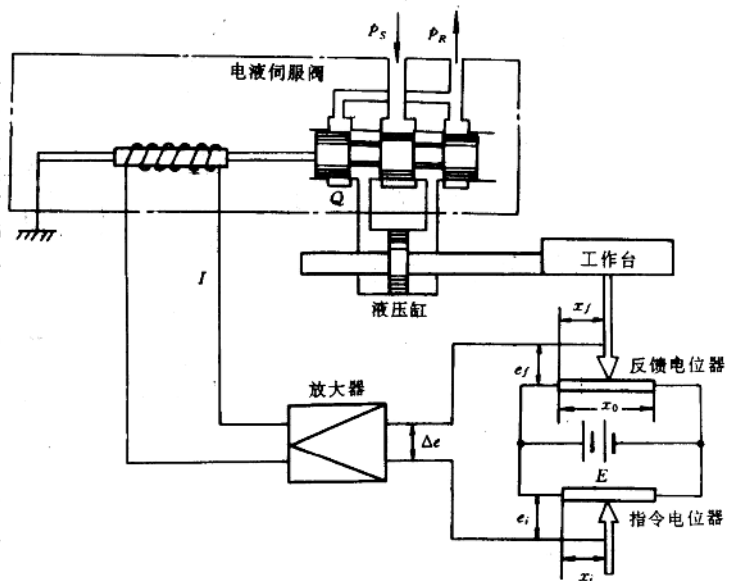 p_S
p_R
电液伺服阀
Q
工作台
I
液压缸
x_f
e_f
反馈电位器
放大器
x_0
Δe
E
e_i
指令电位器
x_i